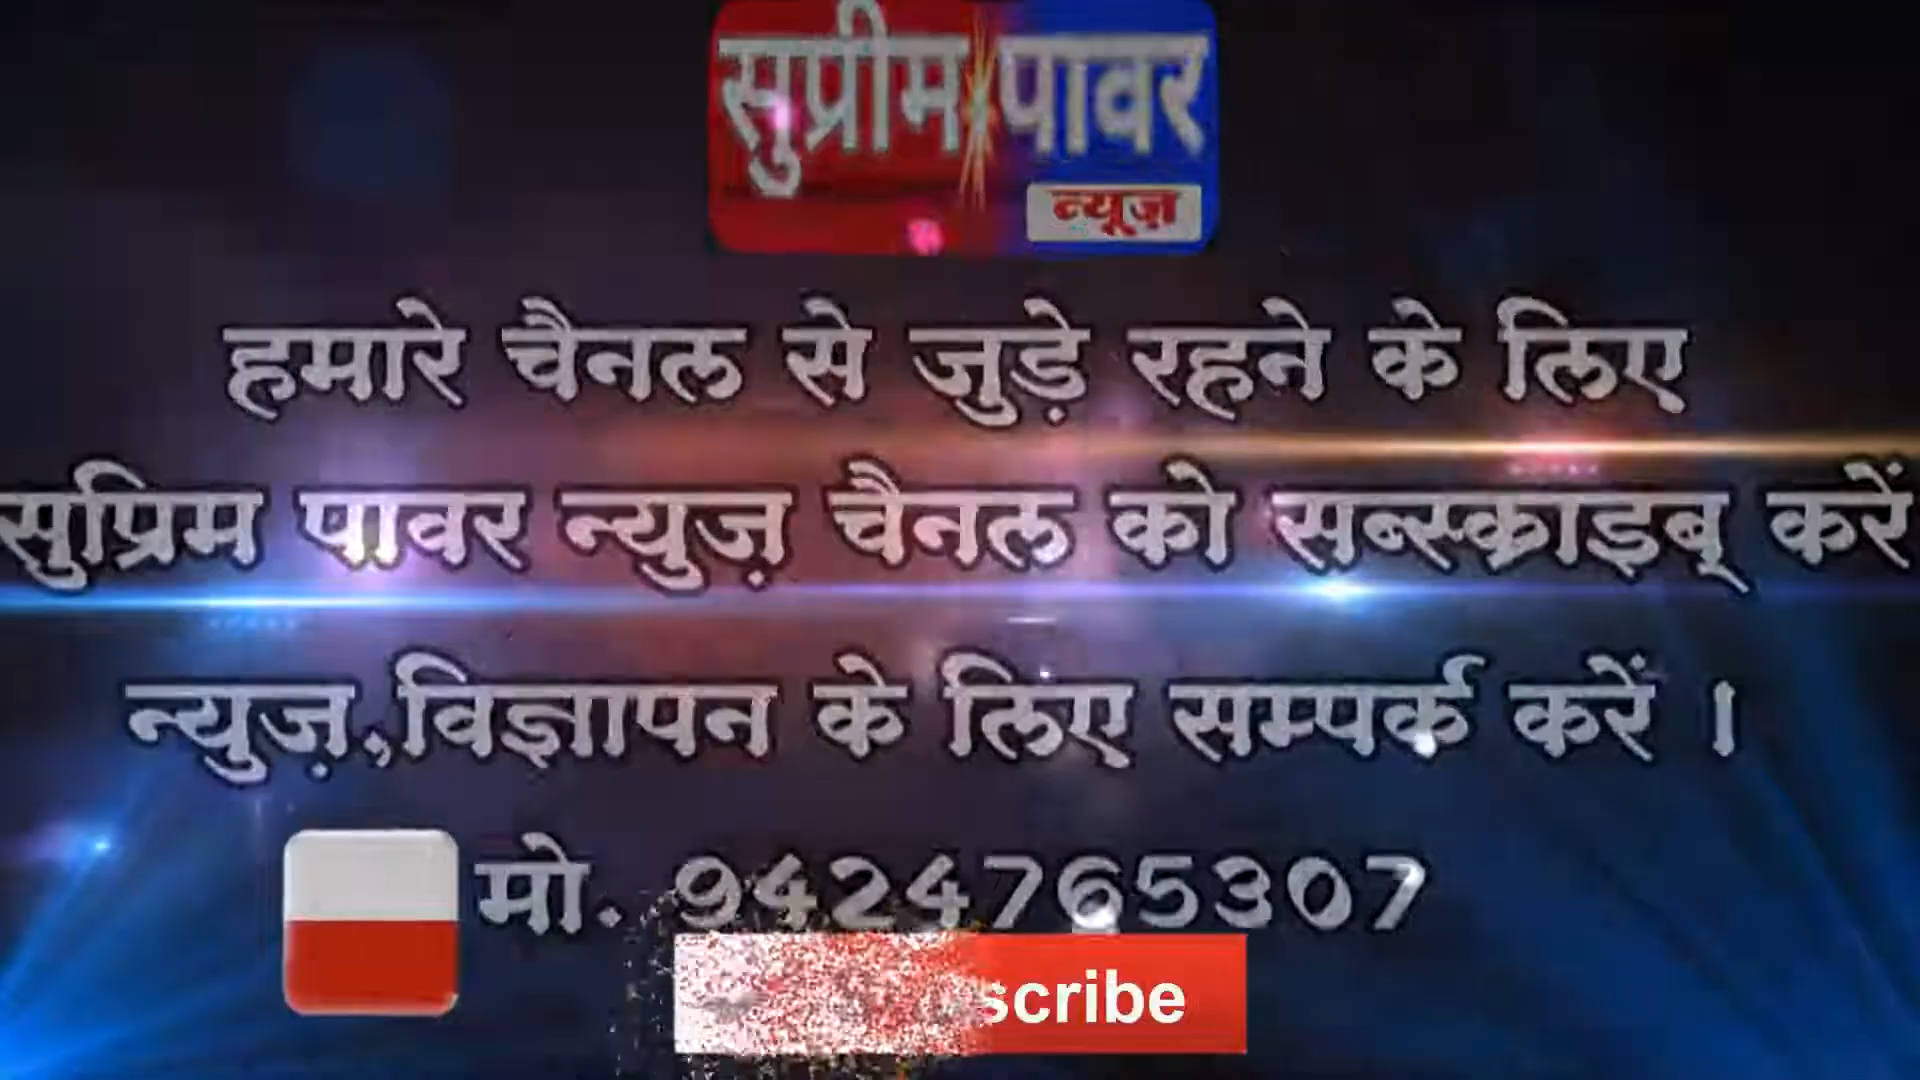 सुप्रीम पावर
न्यूज़
हमारे चैनल से जुड़े रहने के लिए
सुप्रिम पावर न्युज़ चैनल को सब्स्क्राइब् करें
न्युज़,विज्ञापन के लिए सम्पर्क करें ।
मो. 9424765307
scribe